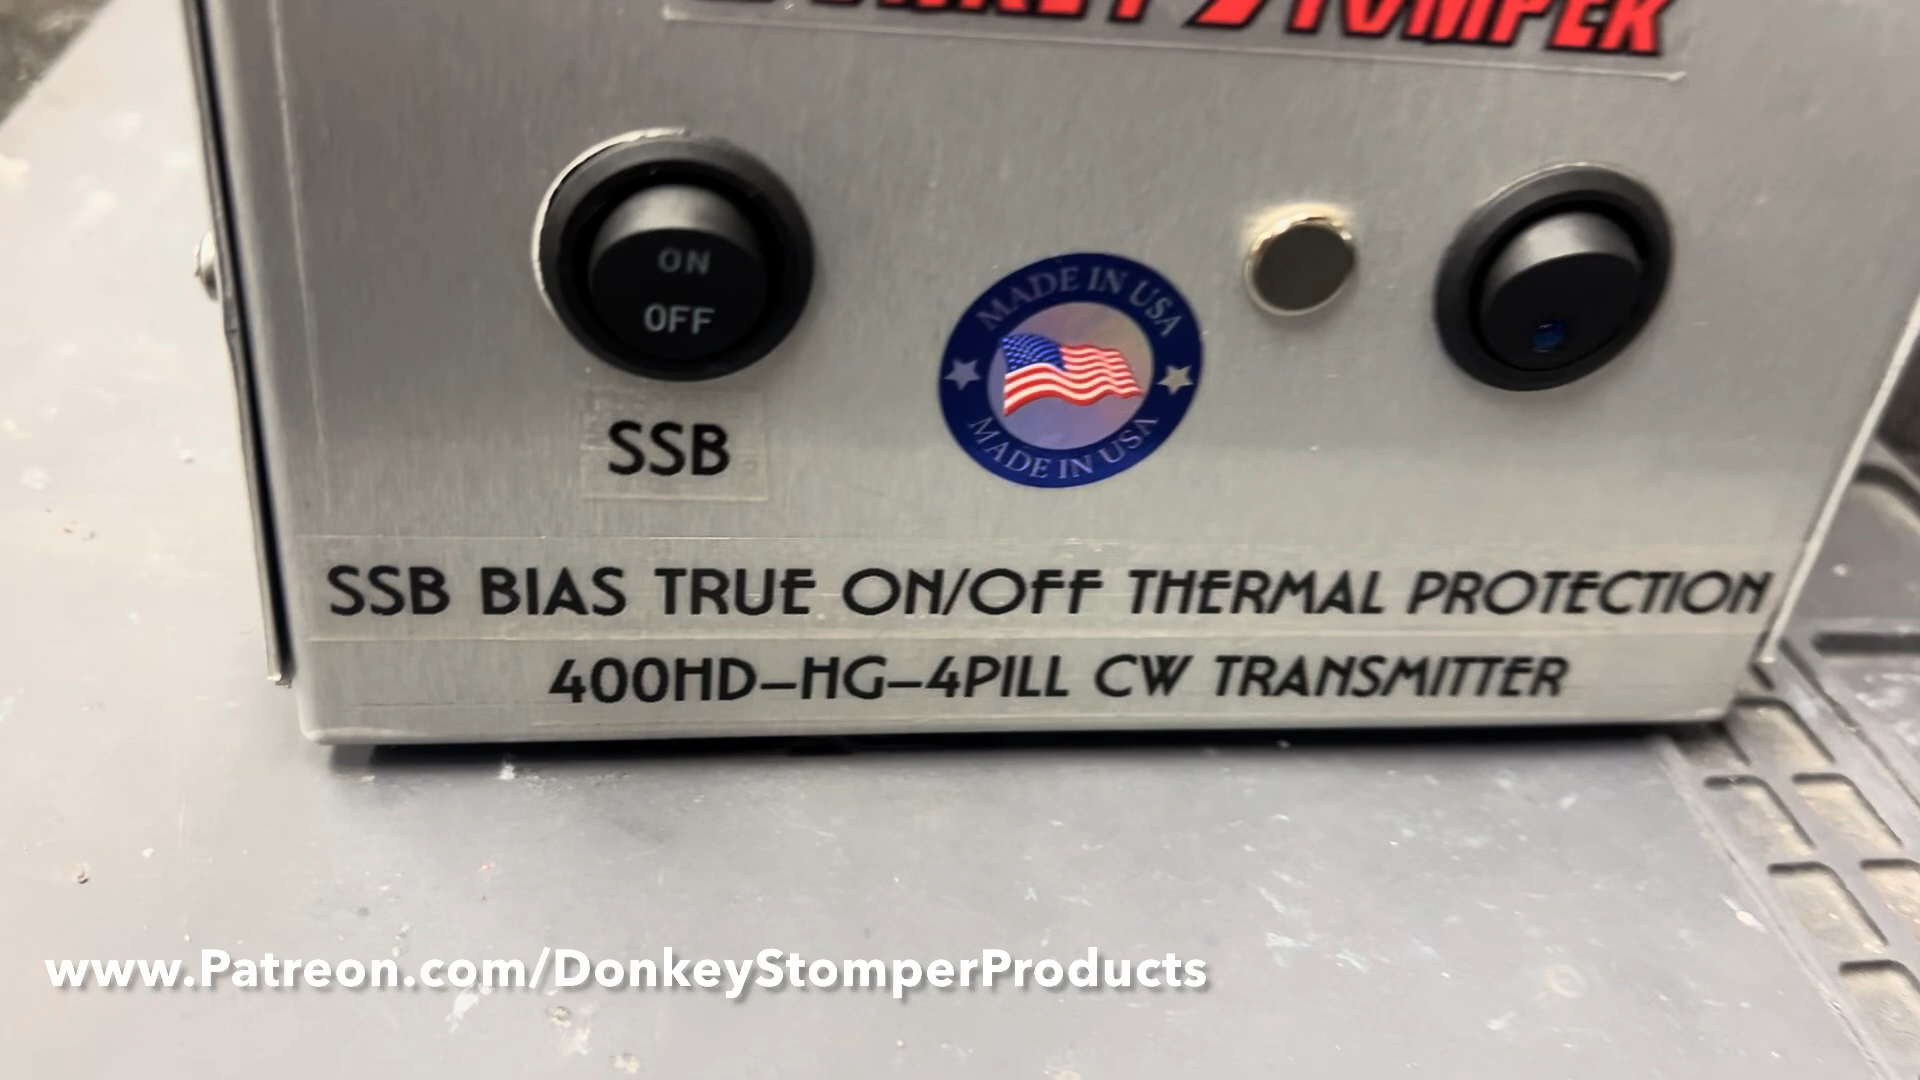 STOMPER
ON
OFF
MADE IN USA
MADE IN USA
SSB
SSB BIAS TRUE ON/OFF THERMAL PROTECTION
400HD-HG-4PILL CW TRANSMITTER
www.Patreon.com/DonkeyStomperProducts